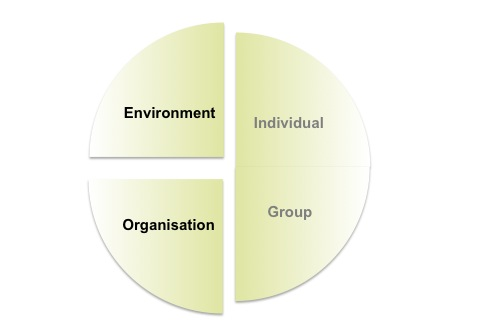 Environment
Individual
Organisation
Group